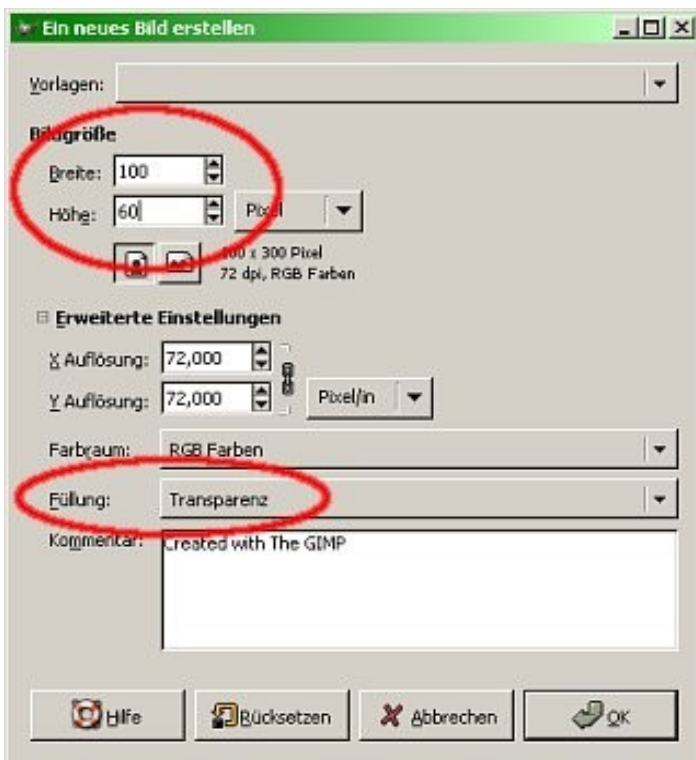 Ein neues Bild erstellen
Vorlagen:
Bildgröße
Breite: 100
Höhe: 60 Pixel
x 300 Pixel
72 dpi, RGB Farben
Erweiterte Einstellungen
X Auflösung: 72,000
Y Auflösung: 72,000 Pixel/in
Farbraum: RGB Farben
Füllung: Transparenz
Kommentar: Created with The GIMP
Hilfe Rücksetzen Abbrechen OK